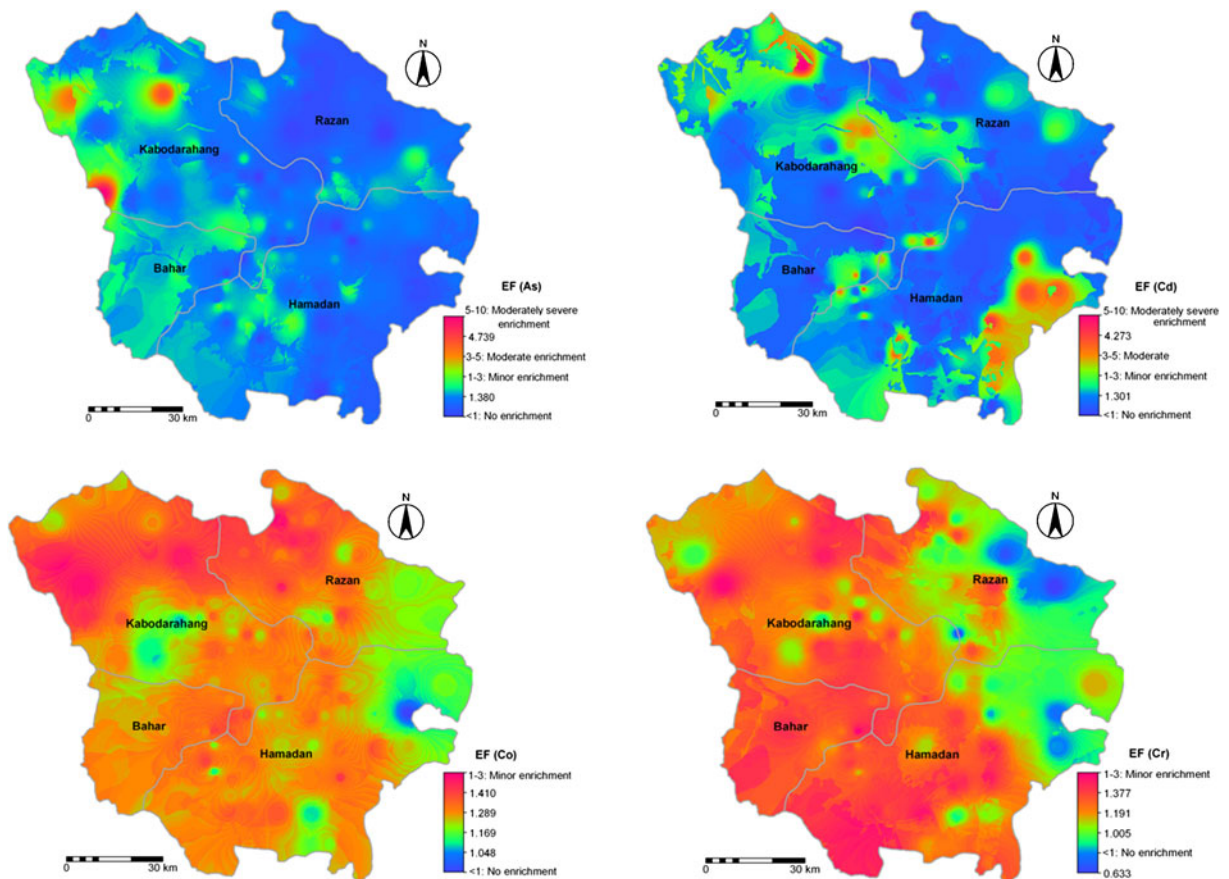 N
Razan
Kabodarahang
Bahar
Hamadan
EF (As)
5-10: Moderately severe
enrichment
4.739
3-5: Moderate enrichment
1-3: Minor enrichment
1.380
<1: No enrichment
30 km
N
Razan
Kabodarahang
Bahar
Hamadan
EF (Cd)
5-10: Moderately severe
enrichment
4.273
3-5: Moderate
1-3: Minor enrichment
1.301
<1: No enrichment
30 km
N
Razan
Kabodarahang
Bahar
Hamadan
EF (Co)
1-3: Minor enrichment
1.410
1.289
1.169
1.048
<1: No enrichment
30 km
N
Razan
Kabodarahang
Bahar
Hamadan
EF (Cr)
1-3: Minor enrichment
1.377
1.191
1.005
<1: No enrichment
0.633
30 km